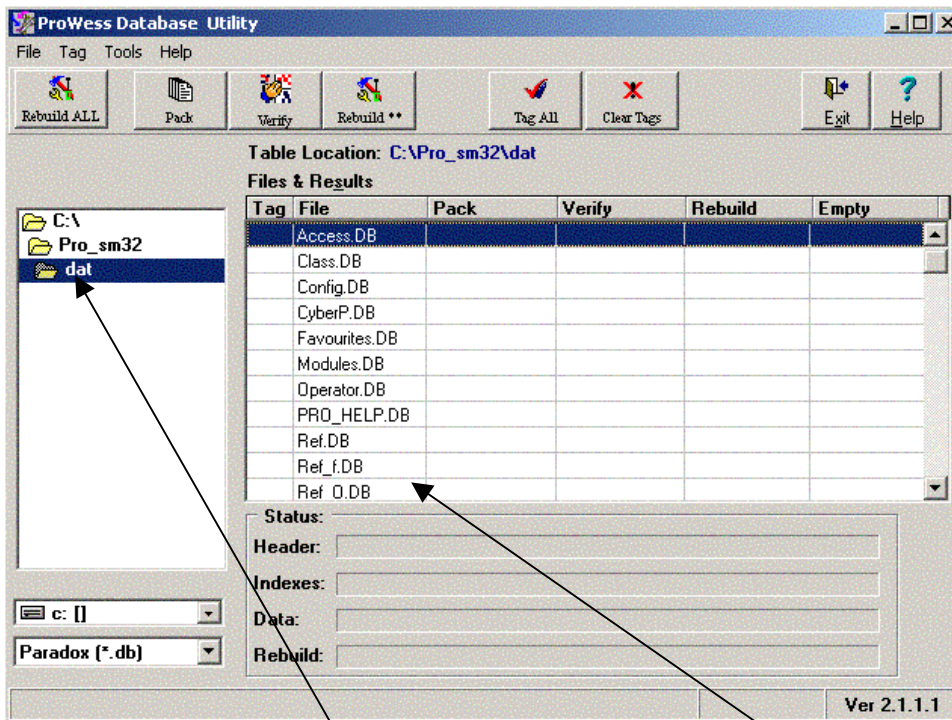 ProWess Database Utility
File Tag Tools Help
Rebuild ALL Pack Verify Rebuild ** Tag All Clear Tags Exit Help
Table Location: C:\Pro_sm32\dat
Files & Results
Tag File Pack Verify Rebuild Empty
C:\
Pro_sm32
dat
Access.DB
Class.DB
Config.DB
CyberP.DB
Favourites.DB
Modules.DB
Operator.DB
PRO_HELP.DB
Ref.DB
Ref_f.DB
Ref_O.DB
Status:
Header:
Indexes:
Data:
Rebuild:
c: []
Paradox (*.db)
Ver 2.1.1.1